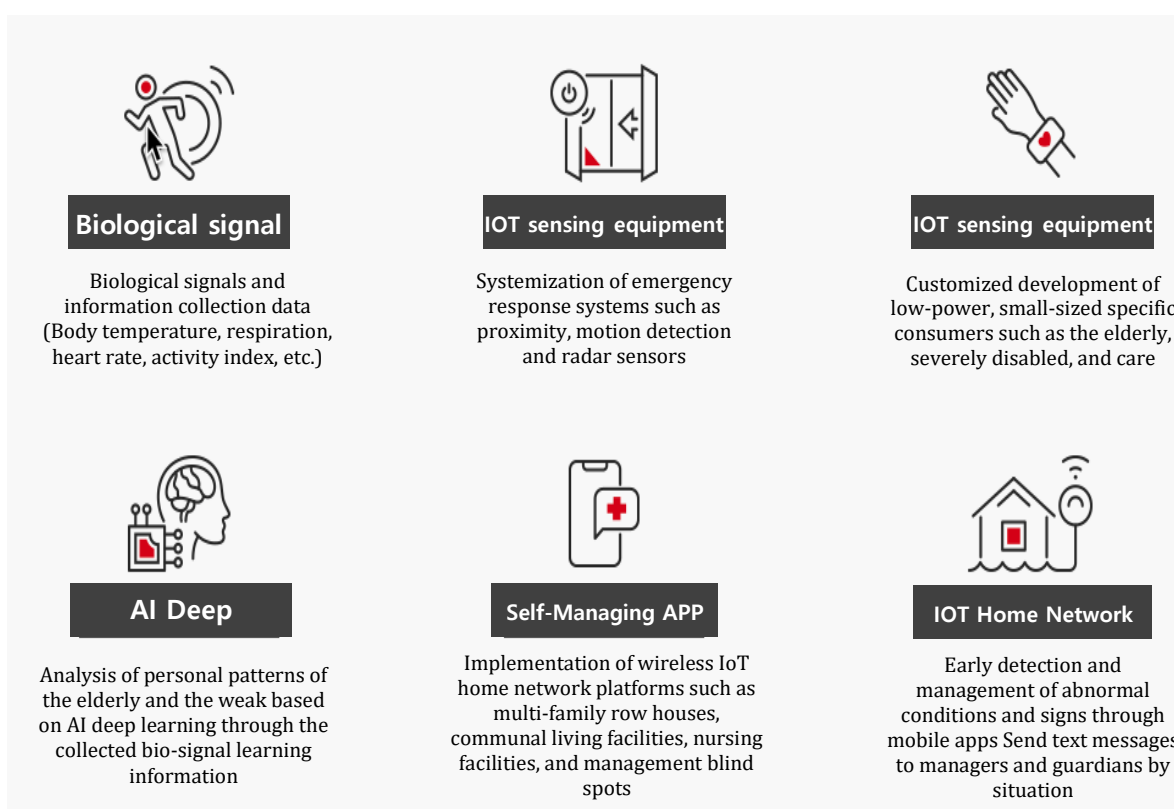 Biological signal
Biological signals and
information collection data
(Body temperature, respiration,
heart rate, activity index, etc.)
IOT sensing equipment
Systemization of emergency
response systems such as
proximity, motion detection
and radar sensors
IOT sensing equipment
Customized development of
low-power, small-sized specific
consumers such as the elderly,
severely disabled, and care
AI Deep
Analysis of personal patterns of
the elderly and the weak based
on AI deep learning through the
collected bio-signal learning
information
Self-Managing APP
Implementation of wireless IoT
home network platforms such as
multi-family row houses,
communal living facilities, nursing
facilities, and management blind
spots
IOT Home Network
Early detection and
management of abnormal
conditions and signs through
mobile apps Send text messages
to managers and guardians by
situation